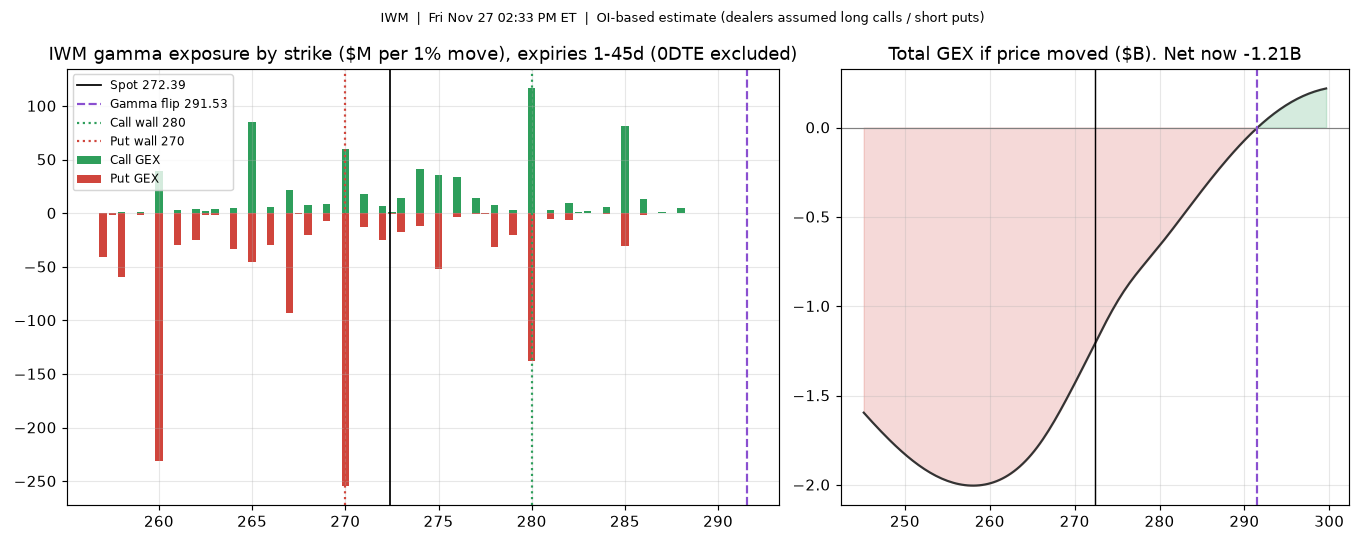 IWM | Fri Nov 27 02:33 PM ET | OI-based estimate (dealers assumed long calls / short puts)
IWM gamma exposure by strike ($M per 1% move), expiries 1-45d (0DTE excluded)
Spot 272.39
Gamma flip 291.53
Call wall 280
Put wall 270
Call GEX
Put GEX
100
50
0
−50
−100
−150
−200
−250
260 265 270 275 280 285 290
Total GEX if price moved ($B). Net now -1.21B
0.0
−0.5
−1.0
−1.5
−2.0
250 260 270 280 290 300